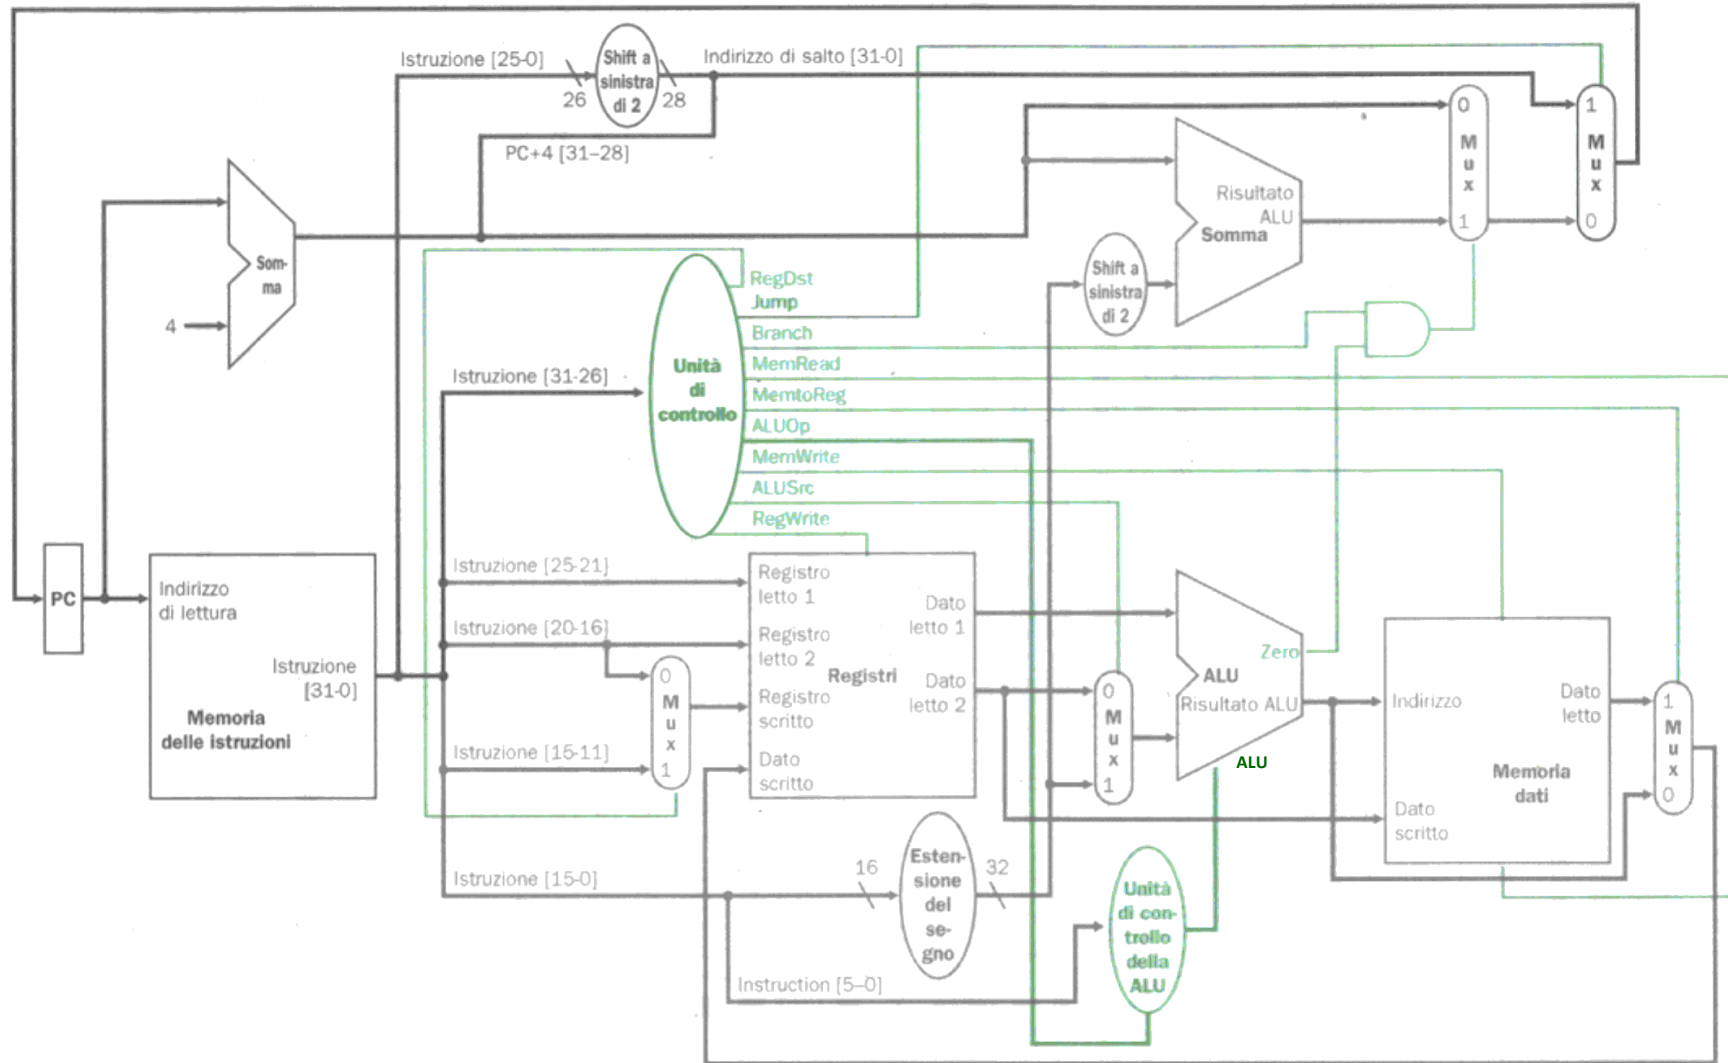 Istruzione [25-0]
26
Shift a
sinistra
di 2
28
Indirizzo di salto [31-0]
PC+4 [31–28]
4
Som-
ma
Risultato
ALU
Somma
Shift a
sinistra
di 2
0
M
u
x
1
1
M
u
x
0
RegDst
Jump
Branch
MemRead
MemtoReg
ALUOp
MemWrite
ALUSrc
RegWrite
Unità
di
controllo
Istruzione [31-26]
PC
Indirizzo
di lettura
Istruzione
[31-0]
Memoria
delle istruzioni
Istruzione [25-21]
Istruzione [20-16]
Istruzione [15-11]
0
M
u
x
1
Registro
letto 1
Registro
letto 2
Registro
scritto
Dato
scritto
Registri
Dato
letto 1
Dato
letto 2
0
M
u
x
1
Zero
ALU
Risultato ALU
ALU
Indirizzo
Dato
letto
Memoria
dati
Dato
scritto
1
M
u
x
0
Istruzione [15-0]
16
Esten-
sione
del
se-
gno
32
Instruction [5–0]
Unità
di con-
trollo
della
ALU